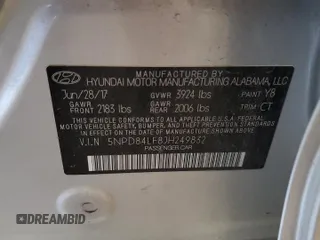 MANUFACTURED BY
HYUNDAI MOTOR MANUFACTURING ALABAMA, LLC
Jun/28/17 GVWR 3924 lbs PAINT Y8
GAWR FRONT 2183 lbs GAWR REAR 2006 lbs TRIM CT
THIS VEHICLE CONFORMS TO ALL APPLICABLE
FEDERAL MOTOR VEHICLE SAFETY, BUMPER,
AND THEFT PREVENTION STANDARDS IN EFFECT
ON THE DATE OF MANUFACTURE SHOWN ABOVE.
V.I.N 5NPD84LF8JH249832
PASSENGER CAR
DREAMBID